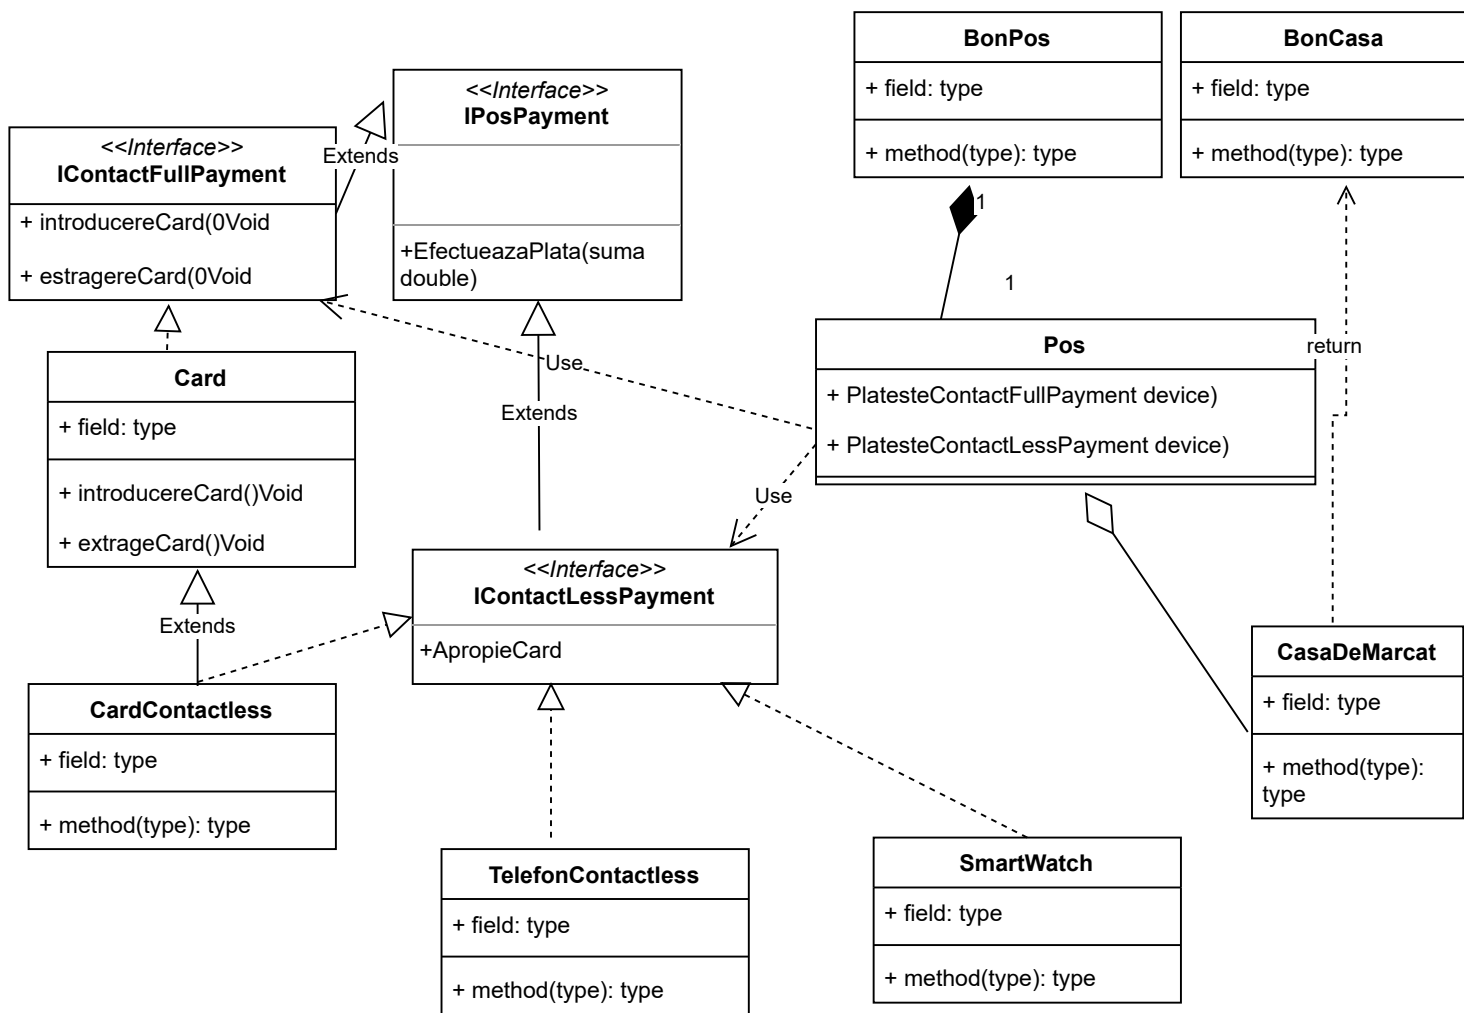 BonPos
+ field: type
+ method(type): type
BonCasa
+ field: type
+ method(type): type
<<Interface>>
IPosPayment
+EfectueazaPlata(suma
double)
<<Interface>>
IContactFullPayment
+ introducereCard(0Void
+ estragereCard(0Void
Extends
1
1
Pos
+ PlatesteContactFullPayment device)
+ PlatesteContactLessPayment device)
return
Use
Use
Extends
Card
+ field: type
+ introducereCard()Void
+ extrageCard()Void
Extends
<<Interface>>
IContactLessPayment
+ApropieCard
CasaDeMarcat
+ field: type
+ method(type):
type
CardContactless
+ field: type
+ method(type): type
TelefonContactless
+ field: type
+ method(type): type
SmartWatch
+ field: type
+ method(type): type